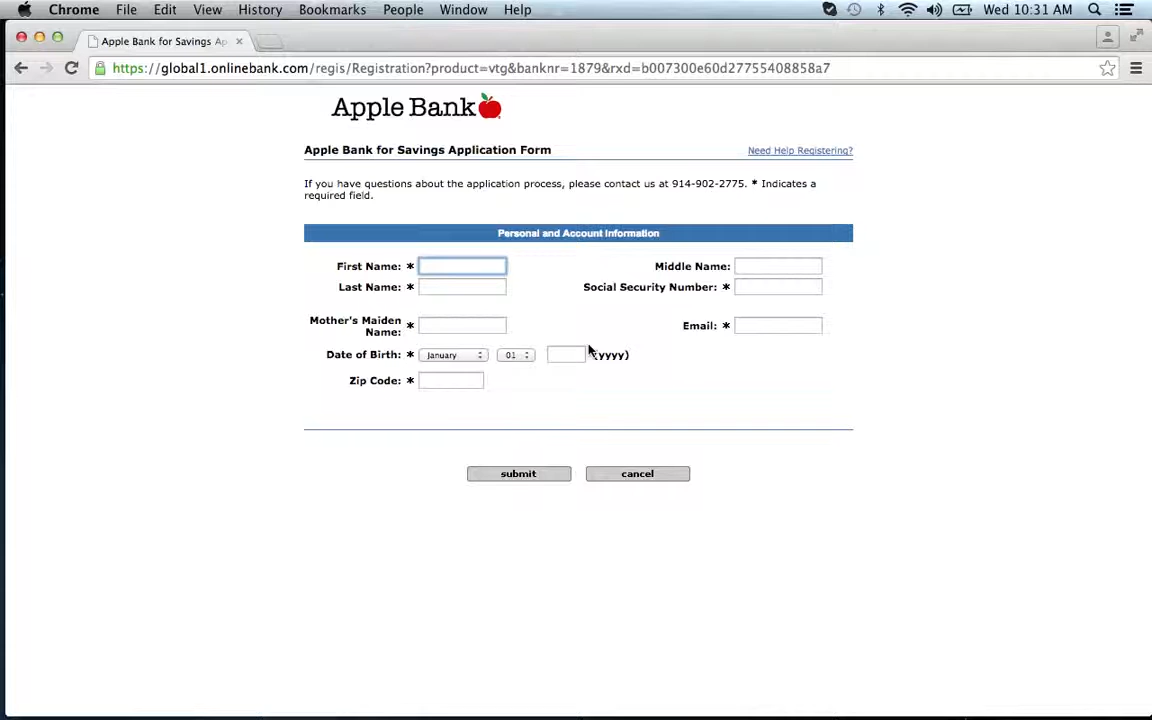 Chrome File Edit View History Bookmarks People Window Help Wed 10:31 AM
Apple Bank for Savings Ap
https://global1.onlinebank.com/regis/Registration?product=vtg&banknr=1879&rxd=b007300e60d27755408858a7
Apple Bank
Apple Bank for Savings Application Form Need Help Registering?
If you have questions about the application process, please contact us at 914-902-2775. * Indicates a
required field.
Personal and Account Information
First Name: * Middle Name:
Last Name: * Social Security Number: *
Mother's Maiden
Name: * Email: *
Date of Birth: * January 01 (yyyy)
Zip Code: *
submit cancel